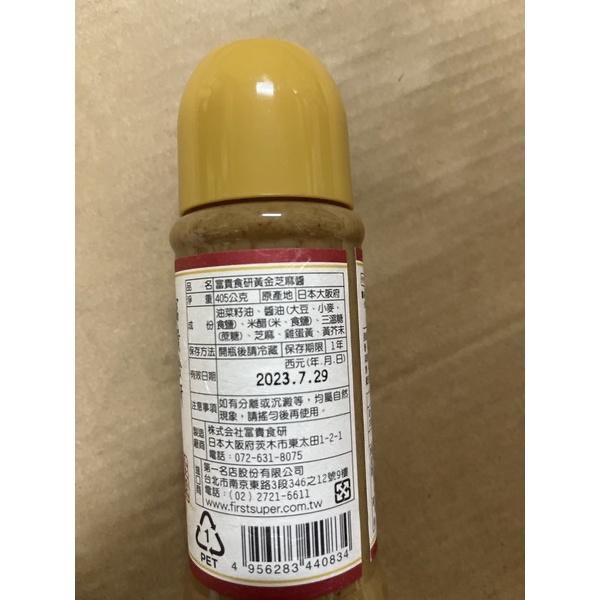 品 名 富貴食研黃金芝麻醬
淨 重 405公克 原產地 日本大阪府
成 份 油菜籽油、醬油(大豆、小麥、
食鹽)、米醋(米、食鹽)、三溫糖
(蔗糖)、芝麻、雞蛋黃、黃芥末
保存方法 開瓶後請冷藏 保存期限 1年
有效日期 西元(年.月.日)
2023.7.29
注意事項 如有分離或沉澱等，均屬自然
現象，請搖勻後再使用。
製造廠商 株式会社富貴食研
日本大阪府茨木市東太田1-2-1
電話：072-631-8075
進口商 第一名店股份有限公司
台北市南京東路3段346之12號9樓
電話：(02) 2721-6611
www.firstsuper.com.tw
1
PET
4 956283 440834